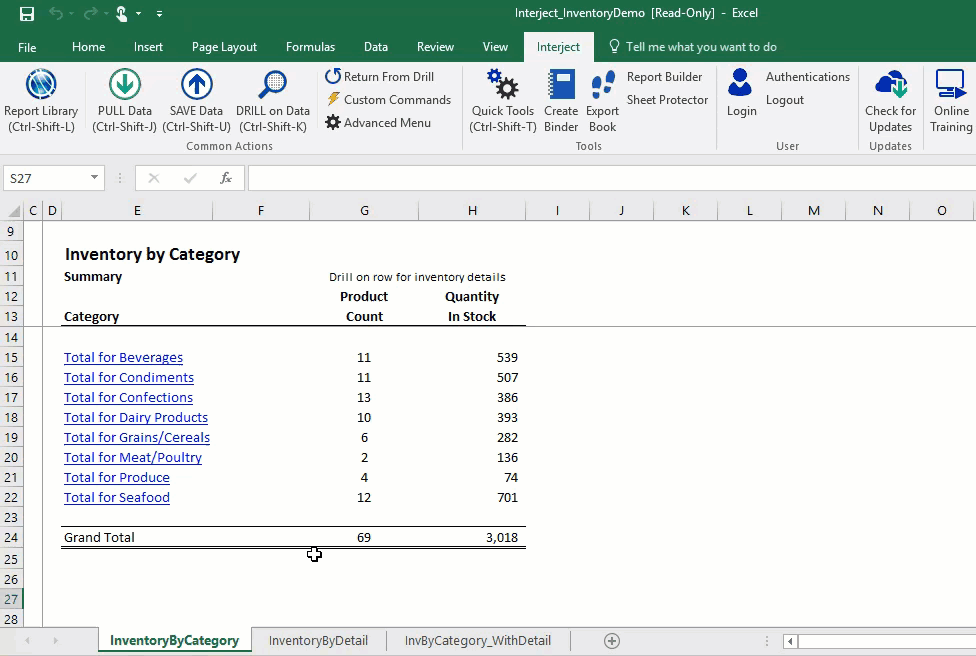 Interject_InventoryDemo [Read-Only] - Excel
File Home Insert Page Layout Formulas Data Review View Interject Tell me what you want to do
Report Library
(Ctrl-Shift-L)
PULL Data
(Ctrl-Shift-J)
SAVE Data
(Ctrl-Shift-U)
DRILL on Data
(Ctrl-Shift-K)
Return From Drill
Custom Commands
Advanced Menu
Common Actions
Quick Tools
(Ctrl-Shift-T)
Create
Binder
Export
Book
Report Builder
Sheet Protector
Tools
Login
Authentications
Logout
User
Check for
Updates
Updates
Online
Training
S27 fx
C D E F G H I J K L M N O
9
10 Inventory by Category
11 Summary Drill on row for inventory details
12 Product Quantity
13 Category Count In Stock
14
15 Total for Beverages 11 539
16 Total for Condiments 11 507
17 Total for Confections 13 386
18 Total for Dairy Products 10 393
19 Total for Grains/Cereals 6 282
20 Total for Meat/Poultry 2 136
21 Total for Produce 4 74
22 Total for Seafood 12 701
23
24 Grand Total 69 3,018
25
26
27
28
InventoryByCategory InventoryByDetail InvByCategory_WithDetail